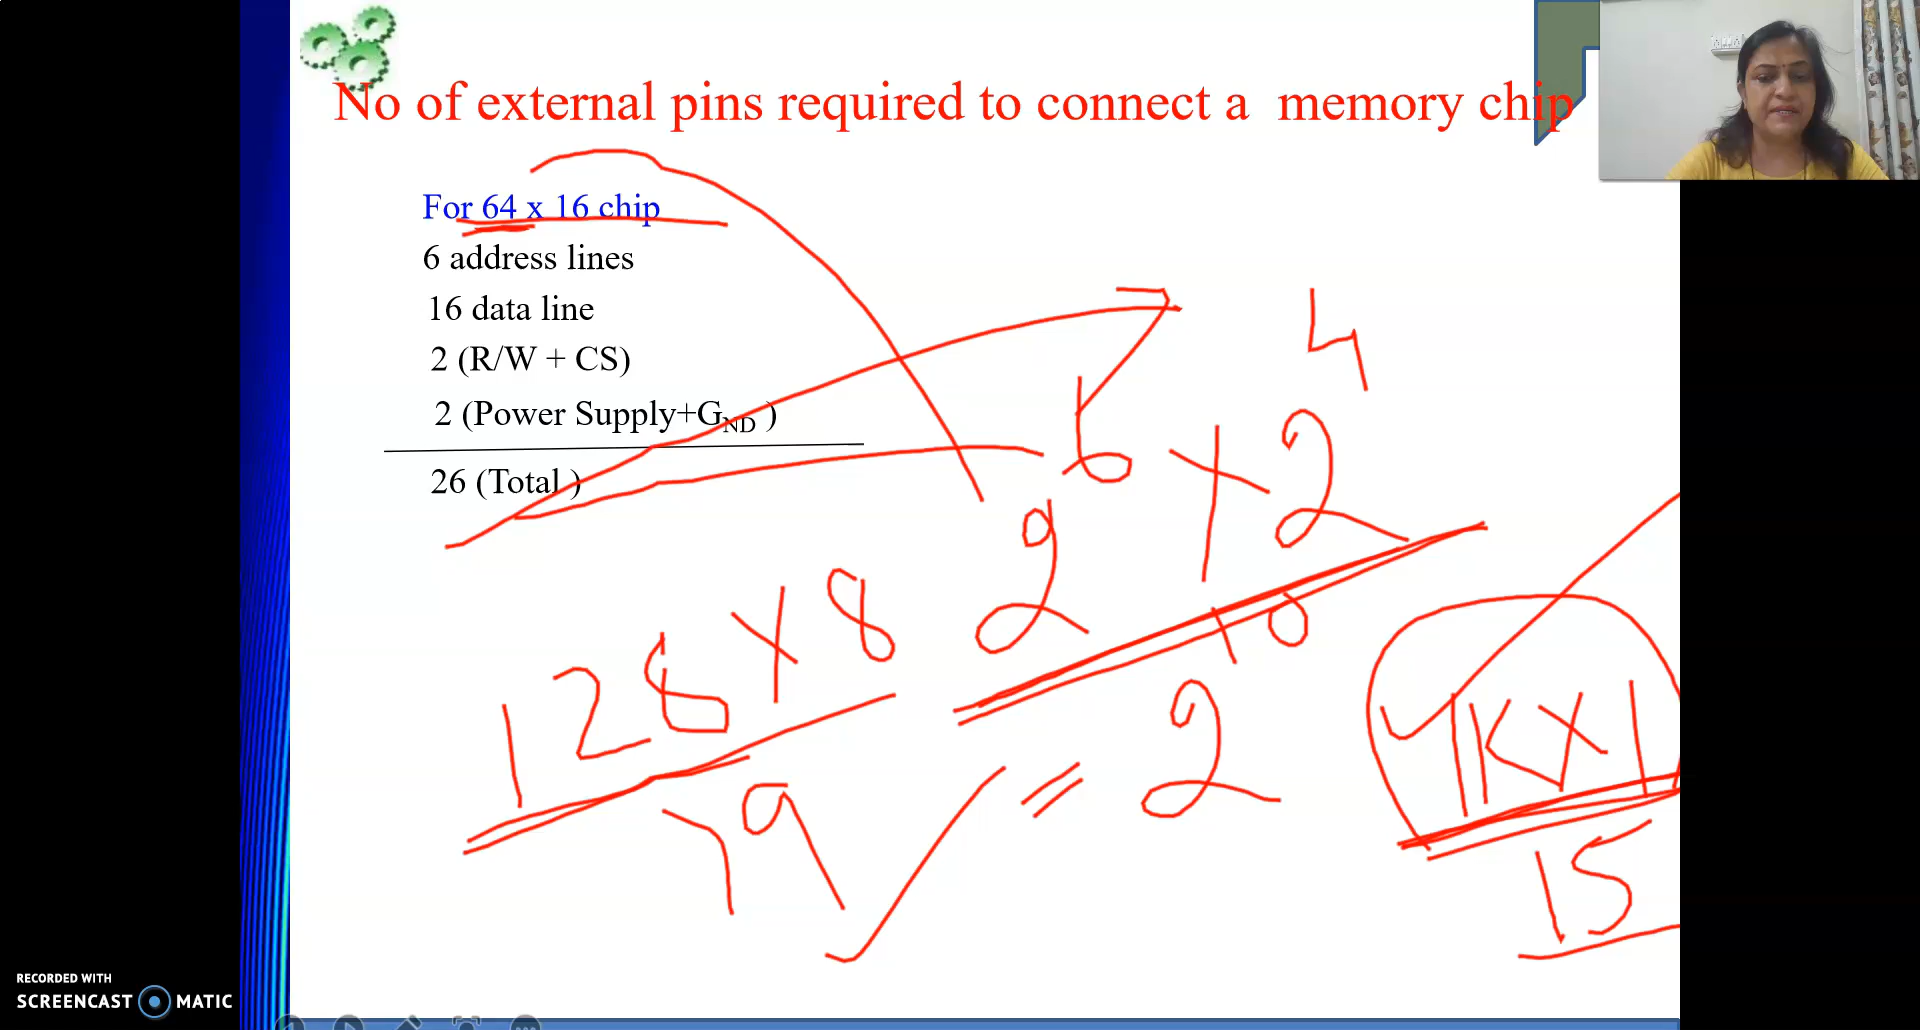 No of external pins required to connect a memory chip
For 64 x 16 chip
6 address lines
16 data line
2 (R/W + CS)
2 (Power Supply+GND )
26 (Total )
6 4
2 x 2
128 x 8
19
10
= 2
1K x 1
15
RECORDED WITH
SCREENCAST MATIC